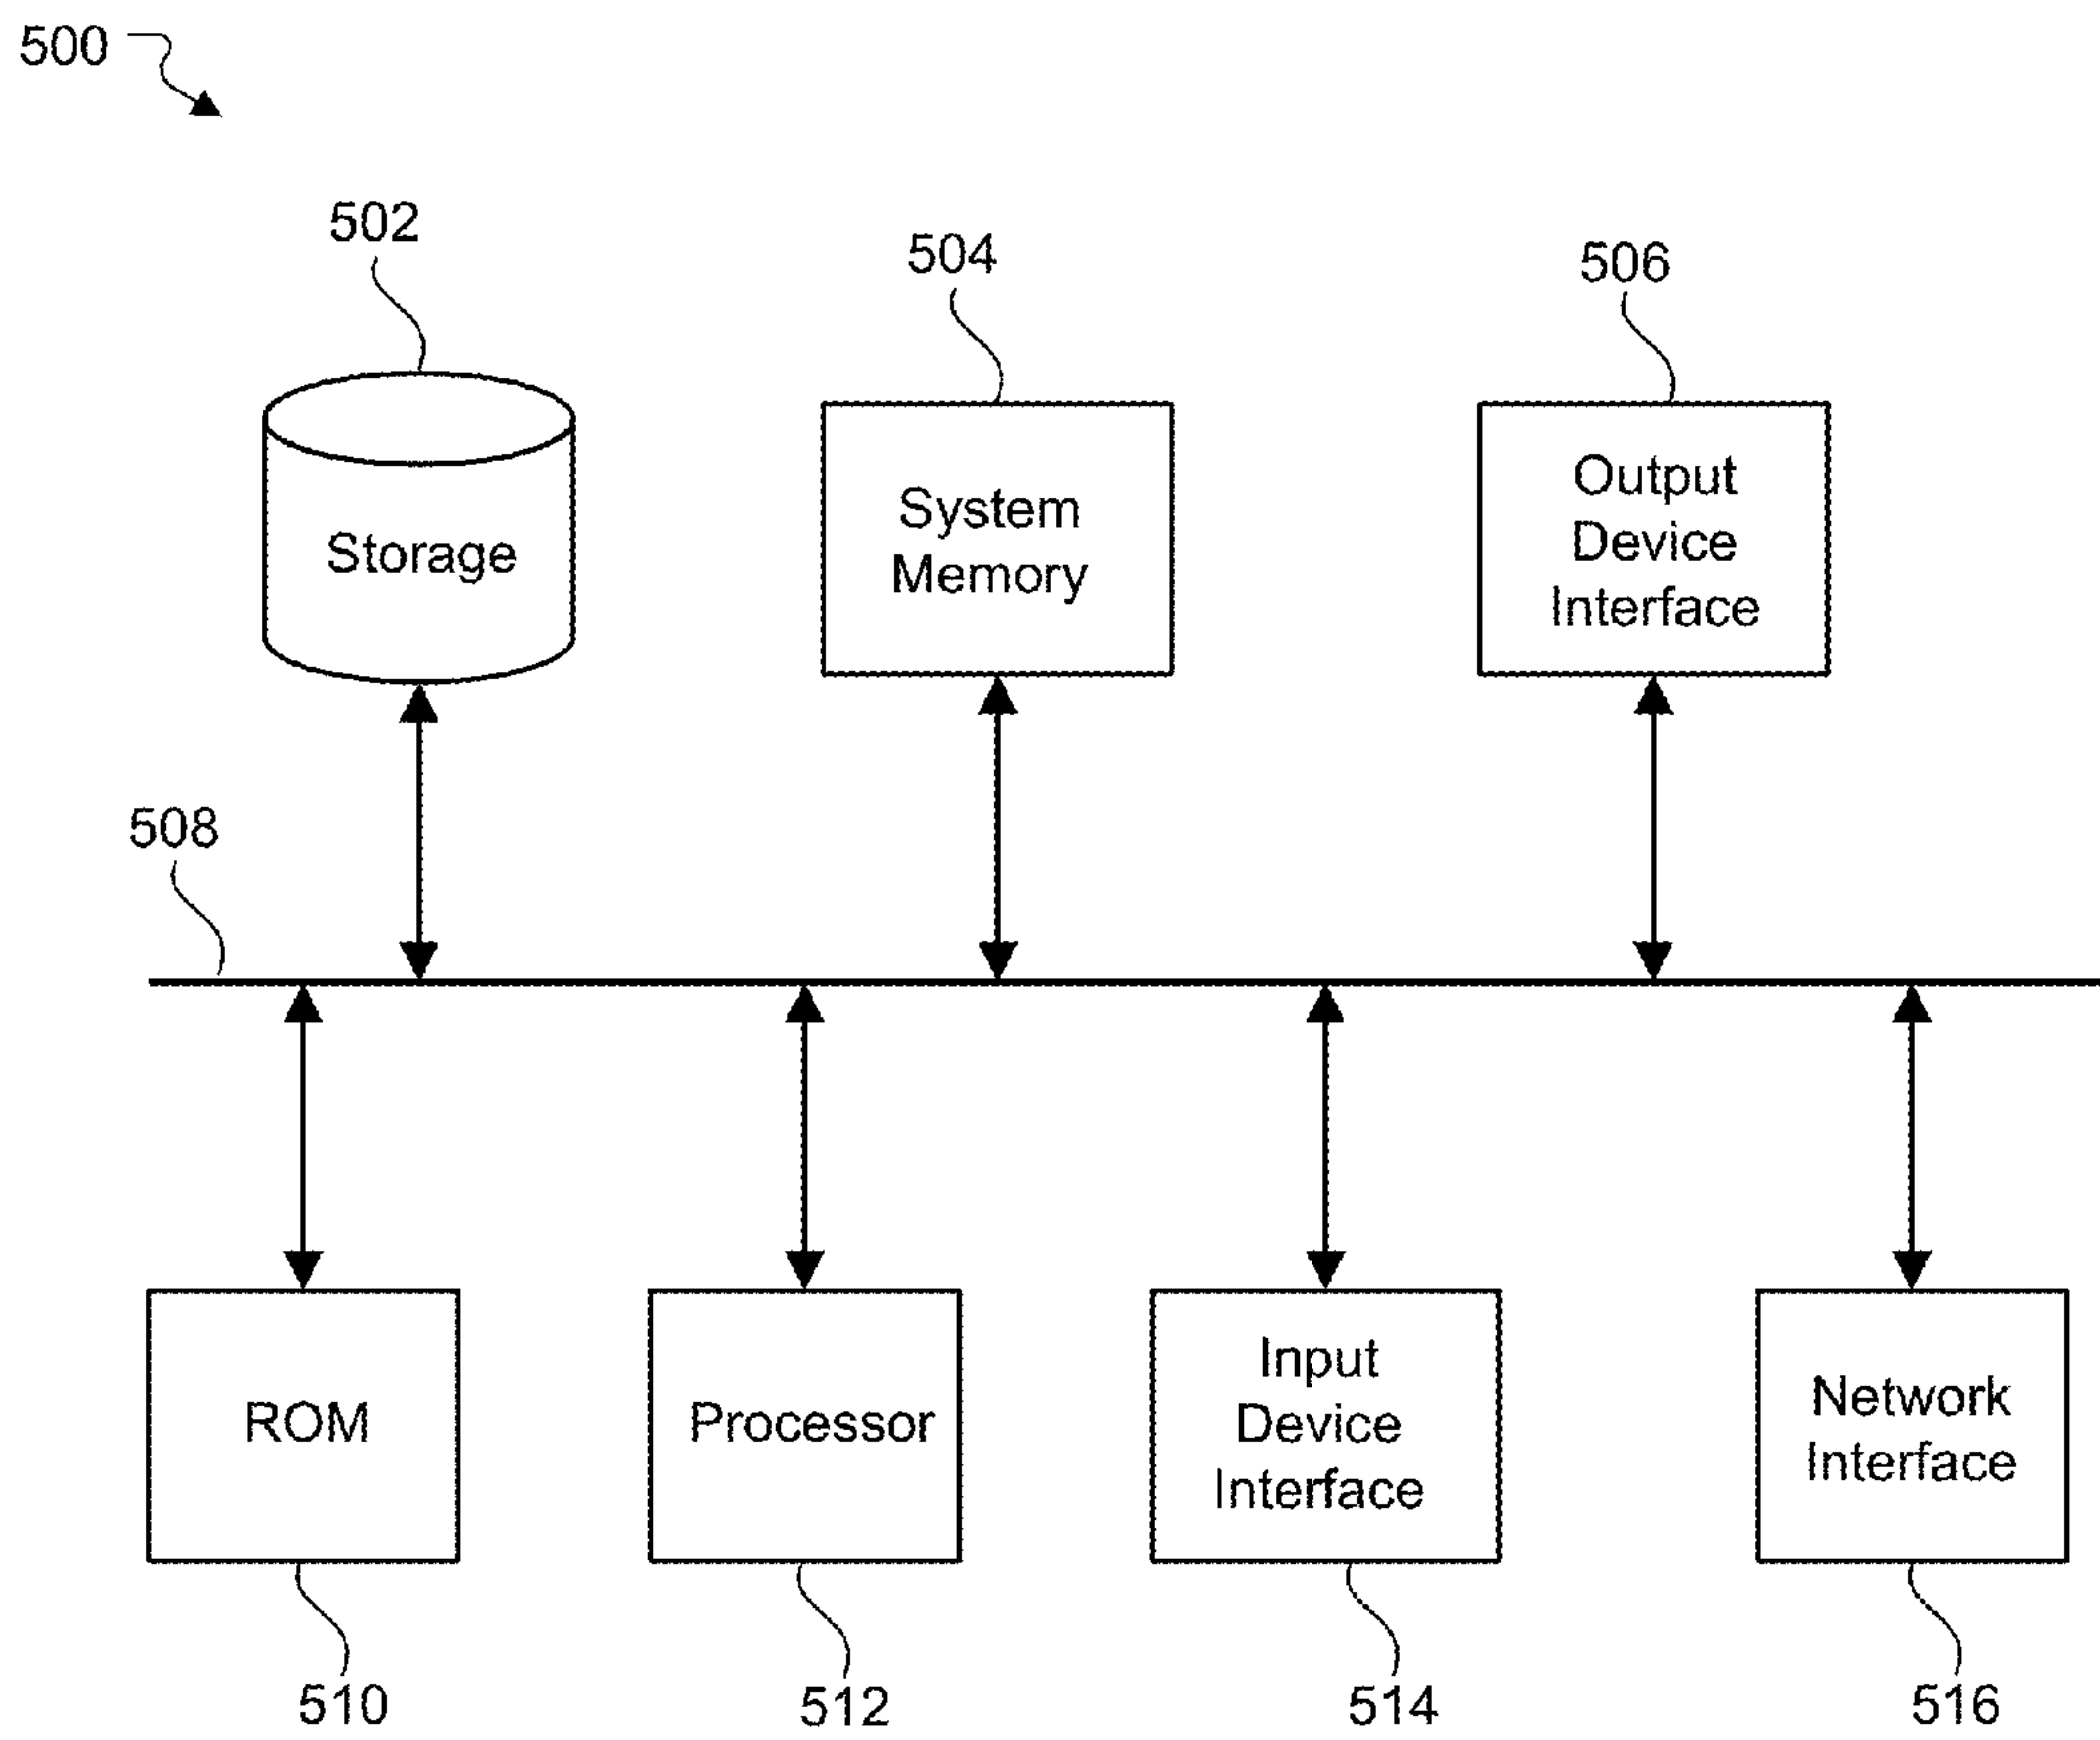 500
502
504
506
Storage
System
Memory
Output
Device
Interface
508
ROM
Processor
Input
Device
Interface
Network
Interface
510
512
514
516